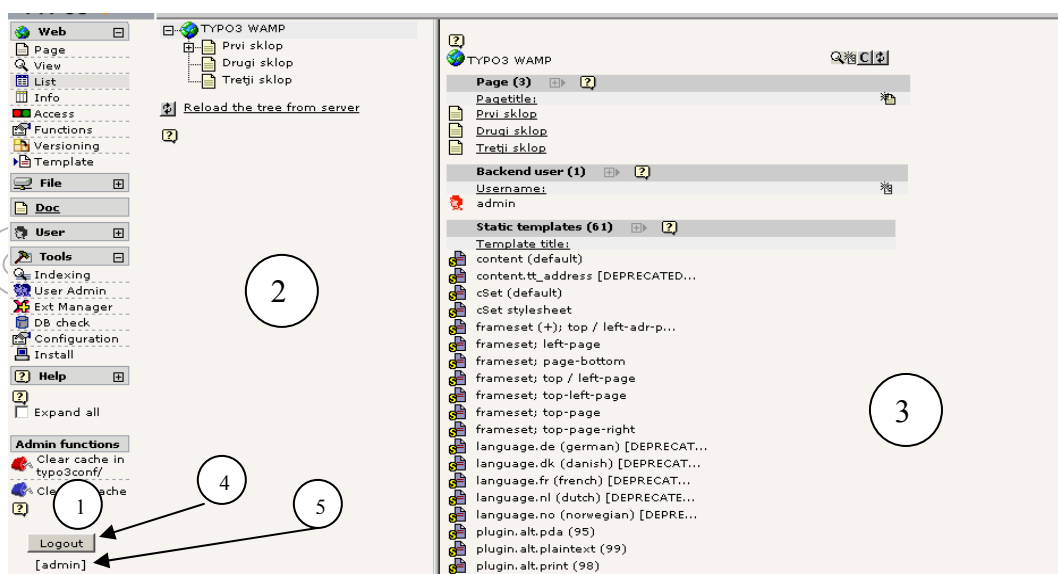 Web
Page
View
List
Info
Access
Functions
Versioning
Template
File
Doc
User
Tools
Indexing
User Admin
Ext Manager
DB check
Configuration
Install
Help
Expand all
Admin functions
Clear cache in
typo3conf/
1
Logout
[admin]
TYPO3 WAMP
Prvi sklop
Drugi sklop
Tretji sklop
Reload the tree from server
2
4
5
TYPO3 WAMP
Page (3)
Pagetitle:
Prvi sklop
Drugi sklop
Tretji sklop
Backend user (1)
Username:
admin
Static templates (61)
Template title:
content (default)
content.tt_address [DEPRECATED...
cSet (default)
cSet stylesheet
frameset (+); top / left-adr-p...
frameset; left-page
frameset; page-bottom
frameset; top / left-page
frameset; top-left-page
frameset; top-page
frameset; top-page-right
language.de (german) [DEPRECAT...
language.dk (danish) [DEPRECAT...
language.fr (french) [DEPRECAT...
language.nl (dutch) [DEPRECATE...
language.no (norwegian) [DEPRE...
plugin.alt.pda (95)
plugin.alt.plaintext (99)
plugin.alt.print (98)
3